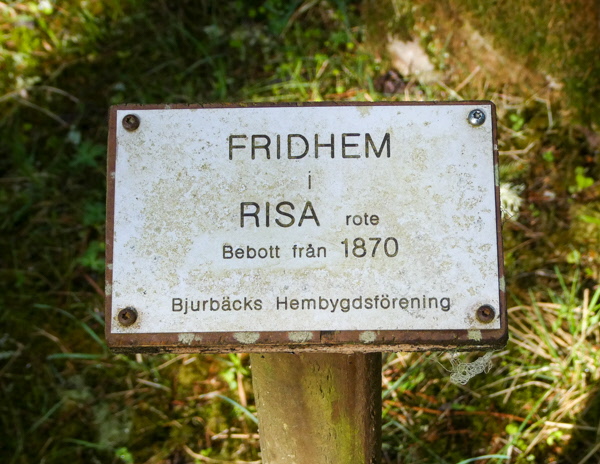 FRIDHEM
i
RISA rote
Bebott från 1870
Bjurbäcks Hembygdsförening